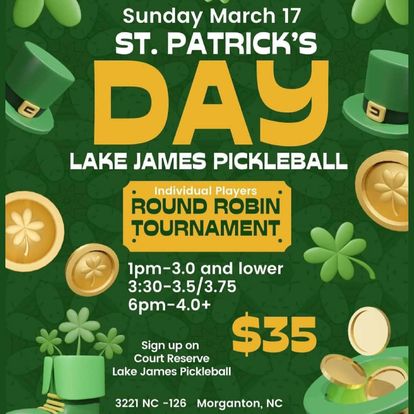 Sunday March 17
ST. PATRICK'S
DAY
LAKE JAMES PICKLEBALL
Individual Players
ROUND ROBIN
TOURNAMENT
1pm-3.0 and lower
3:30-3.5/3.75
6pm-4.0+
$35
Sign up on
Court Reserve
Lake James Pickleball
3221 NC -126 Morganton, NC